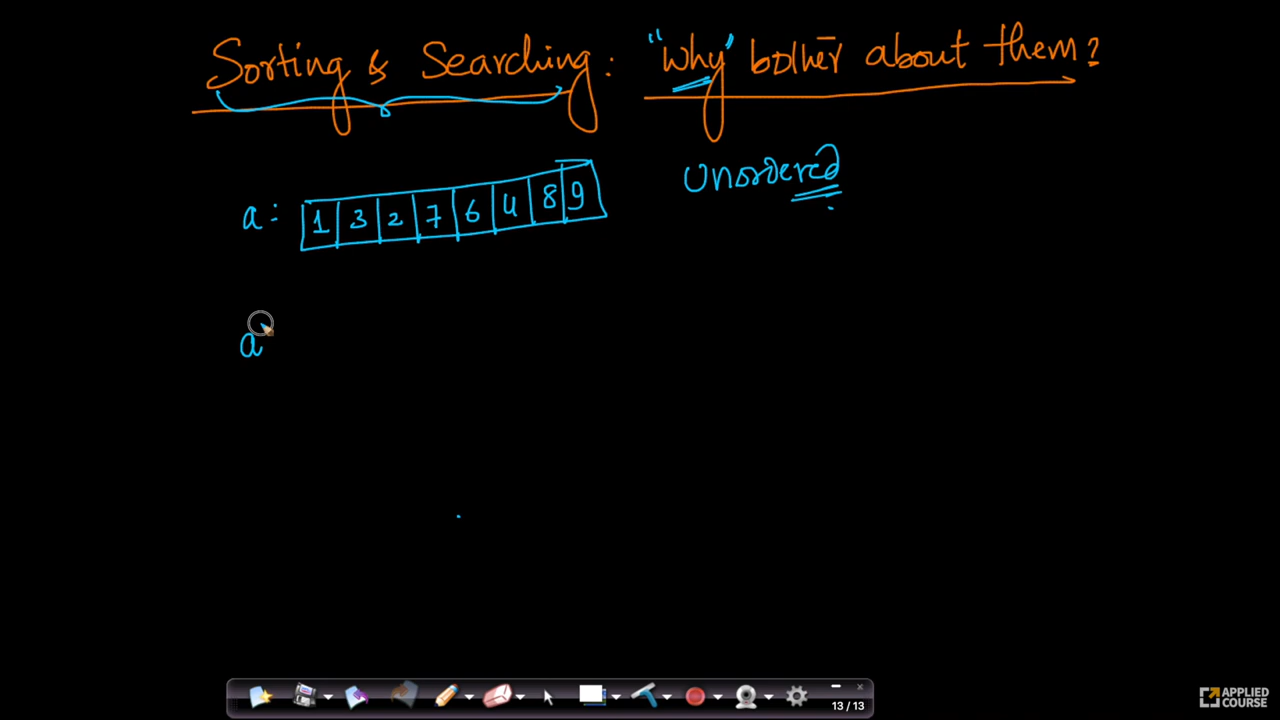 Sorting & Searching: "Why" bother about them?
Unordered
a: 1 3 2 7 6 4 8 9
a
13 / 13
APPLIED COURSE